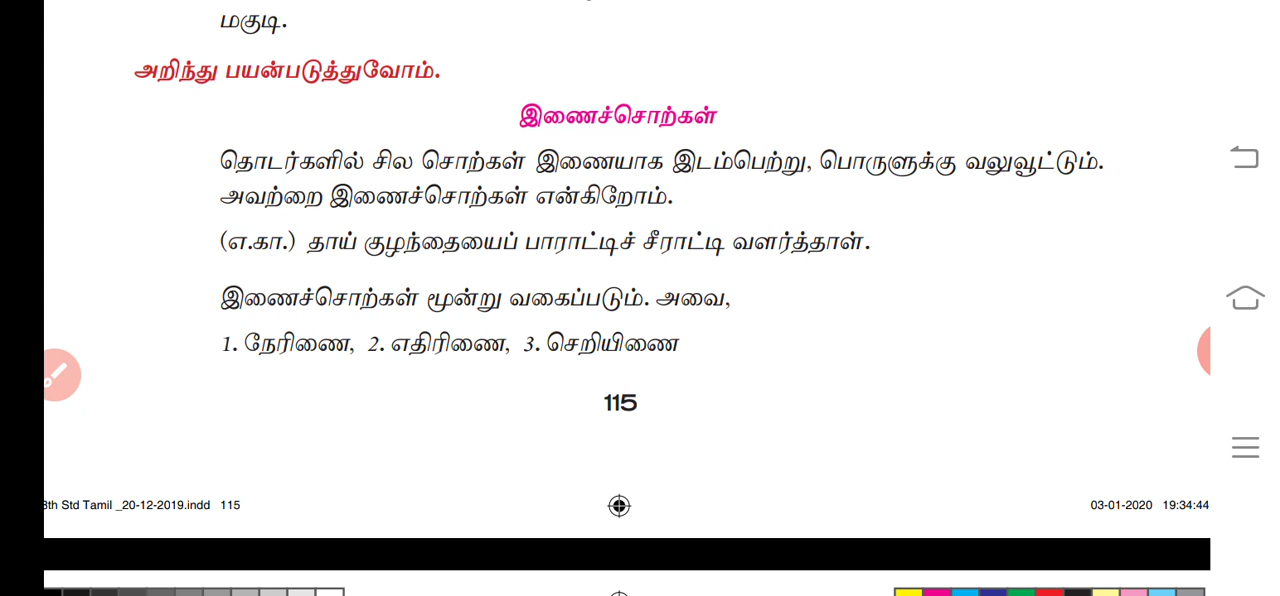 மகுடி.
அறிந்து பயன்படுத்துவோம்.
இணைச்சொற்கள்
தொடர்களில் சில சொற்கள் இணையாக இடம்பெற்று, பொருளுக்கு வலுவூட்டும்.
அவற்றை இணைச்சொற்கள் என்கிறோம்.
(எ.கா.) தாய் குழந்தையைப் பாராட்டிச் சீராட்டி வளர்த்தாள்.
இணைச்சொற்கள் மூன்று வகைப்படும். அவை,
1. நேரிணை, 2. எதிரிணை, 3. செறியிணை
115
8th Std Tamil _20-12-2019.indd 115 03-01-2020 19:34:44